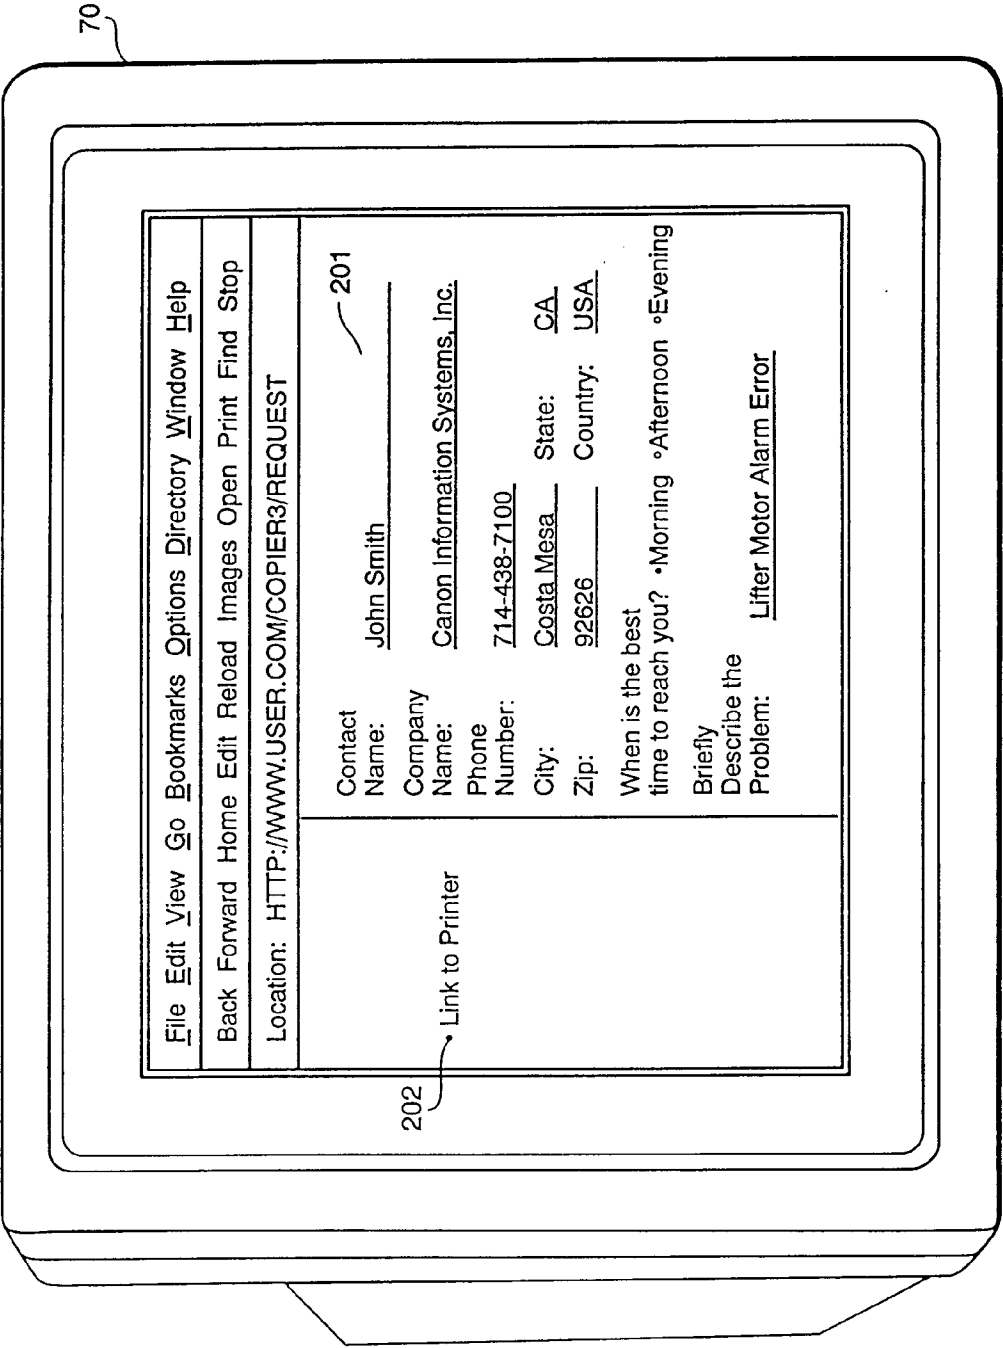 70
File Edit View Go Bookmarks Options Directory Window Help
Back Forward Home Edit Reload Images Open Print Find Stop
Location: HTTP://WWW.USER.COM/COPIER3/REQUEST
201
202
•Link to Printer
Contact
Name: John Smith
Company
Name: Canon Information Systems, Inc.
Phone
Number: 714-438-7100
City: Costa Mesa State: CA
Zip: 92626 Country: USA
When is the best
time to reach you? •Morning °Afternoon °Evening
Briefly
Describe the
Problem: Lifter Motor Alarm Error